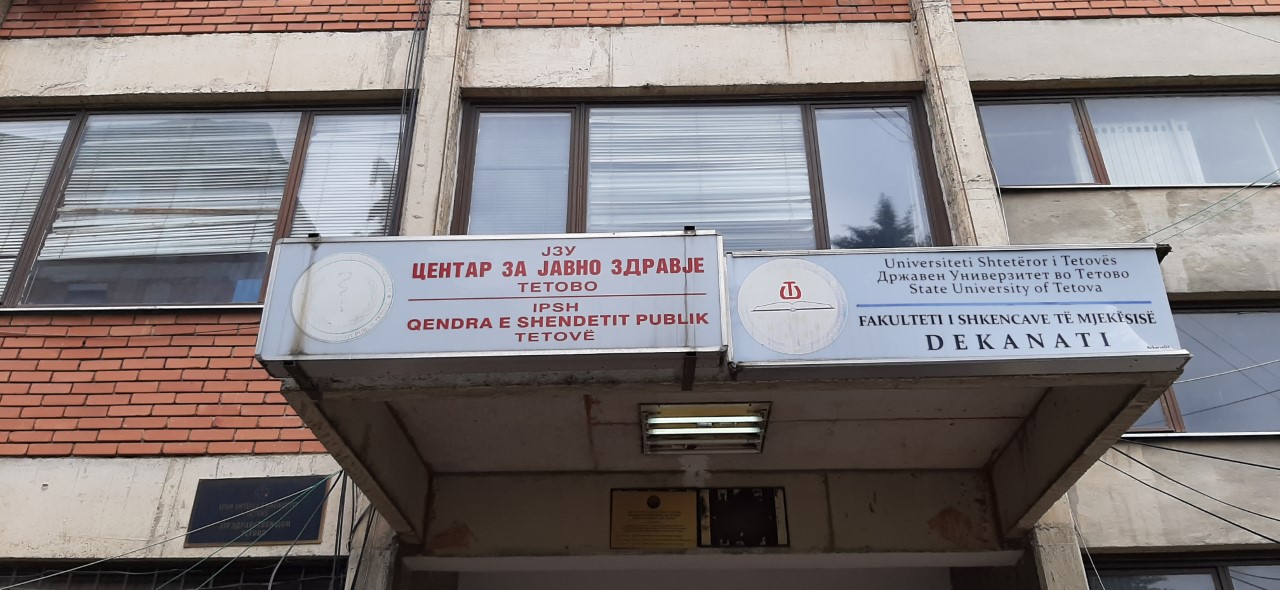 ЈЗУ
ЦЕНТАР ЗА ЈАВНО ЗДРАВЈЕ
ТЕТОВО
IPSH
QENDRA E SHENDETIT PUBLIK
TETOVË
Universiteti Shtetëror i Tetovës
Државен Универзитет во Тетово
State University of Tetova
FAKULTETI I SHKENCAVE TË MJEKËSISË
DEKANATI
ТЕТОВО